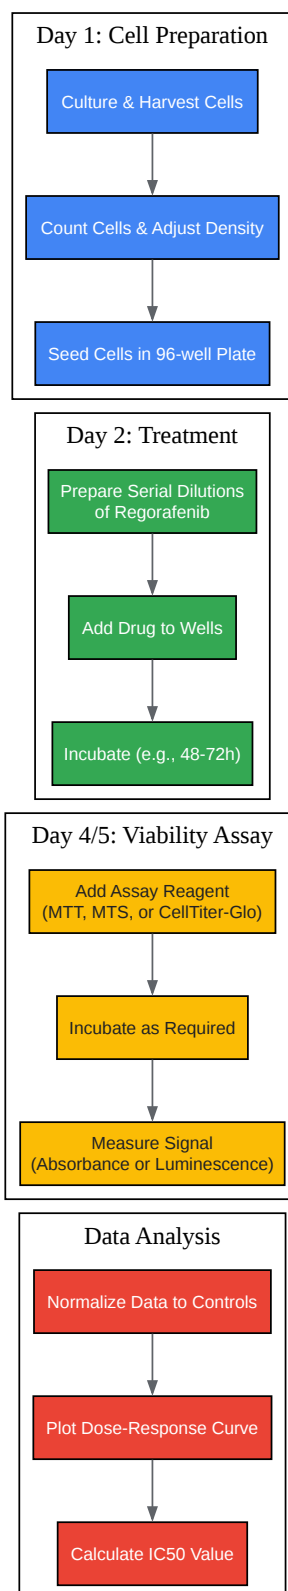 Day 1: Cell Preparation
Culture & Harvest Cells
Count Cells & Adjust Density
Seed Cells in 96-well Plate
Day 2: Treatment
Prepare Serial Dilutions
of Regorafenib
Add Drug to Wells
Incubate (e.g., 48-72h)
Day 4/5: Viability Assay
Add Assay Reagent
(MTT, MTS, or CellTiter-Glo)
Incubate as Required
Measure Signal
(Absorbance or Luminescence)
Data Analysis
Normalize Data to Controls
Plot Dose-Response Curve
Calculate IC50 Value